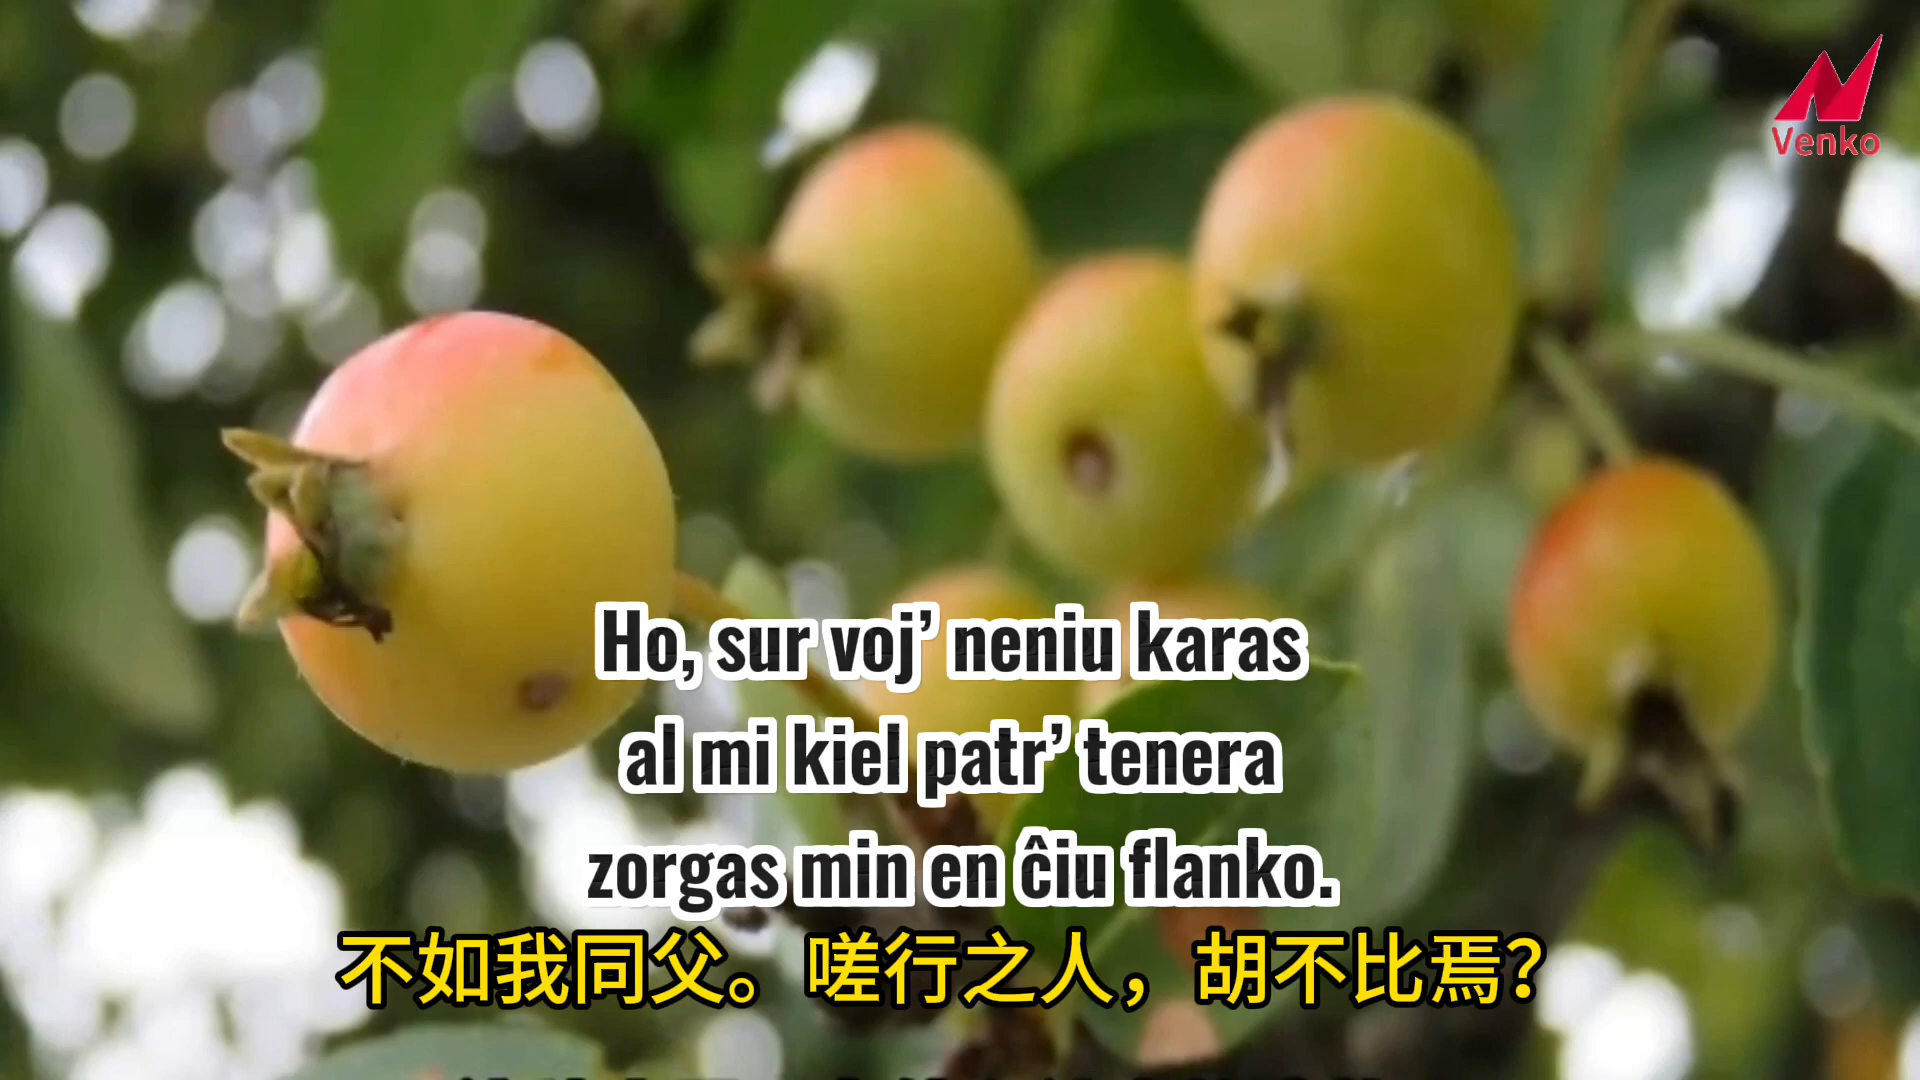 Venko
Ho, sur voj’ neniu karas
al mi kiel patr’ tenera
zorgas min en ĉiu flanko.
不如我同父。嗟行之人，胡不比焉？